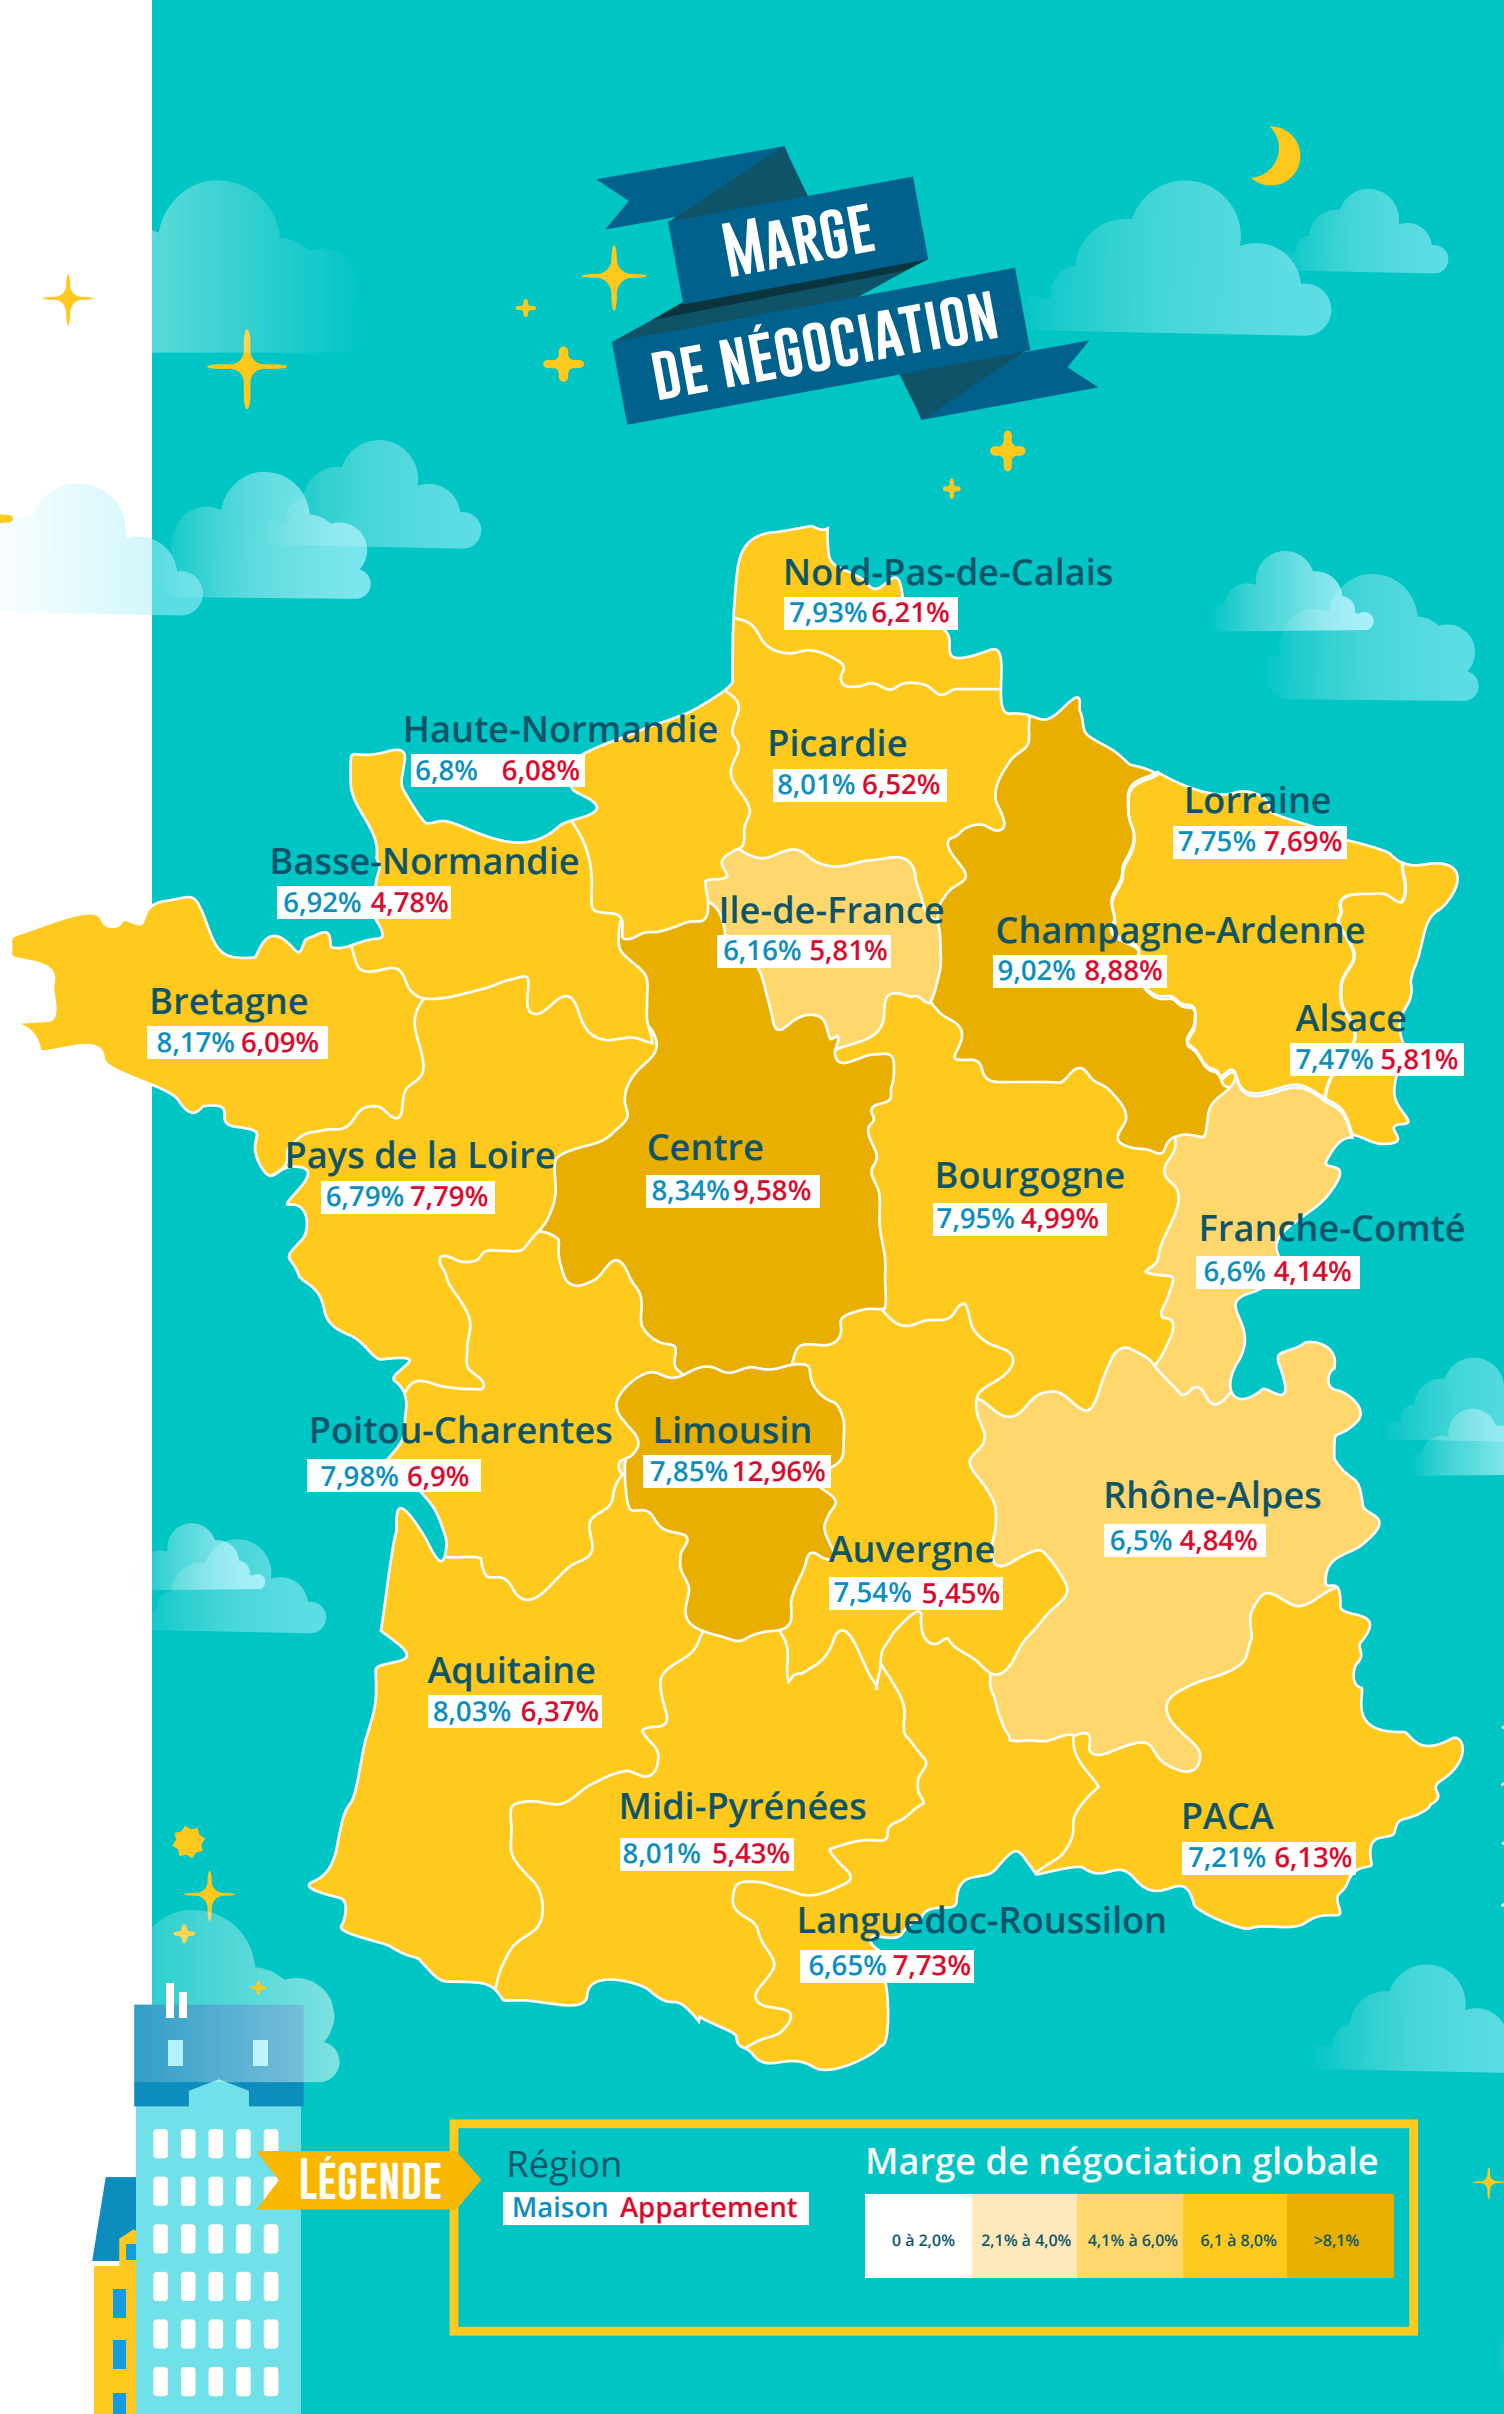 MARGE
DE NÉGOCIATION
Nord-Pas-de-Calais
7,93% 6,21%
Haute-Normandie
6,8% 6,08%
Picardie
8,01% 6,52%
Lorraine
7,75% 7,69%
Basse-Normandie
6,92% 4,78%
Ile-de-France
6,16% 5,81%
Champagne-Ardenne
9,02% 8,88%
Bretagne
8,17% 6,09%
Alsace
7,47% 5,81%
Pays de la Loire
6,79% 7,79%
Centre
8,34% 9,58%
Bourgogne
7,95% 4,99%
Franche-Comté
6,6% 4,14%
Poitou-Charentes
7,98% 6,9%
Limousin
7,85% 12,96%
Rhône-Alpes
6,5% 4,84%
Auvergne
7,54% 5,45%
Aquitaine
8,03% 6,37%
Midi-Pyrénées
8,01% 5,43%
PACA
7,21% 6,13%
Languedoc-Roussilon
6,65% 7,73%
LÉGENDE
Région
Maison Appartement
Marge de négociation globale
0 à 2,0% 2,1% à 4,0% 4,1% à 6,0% 6,1 à 8,0% >8,1%